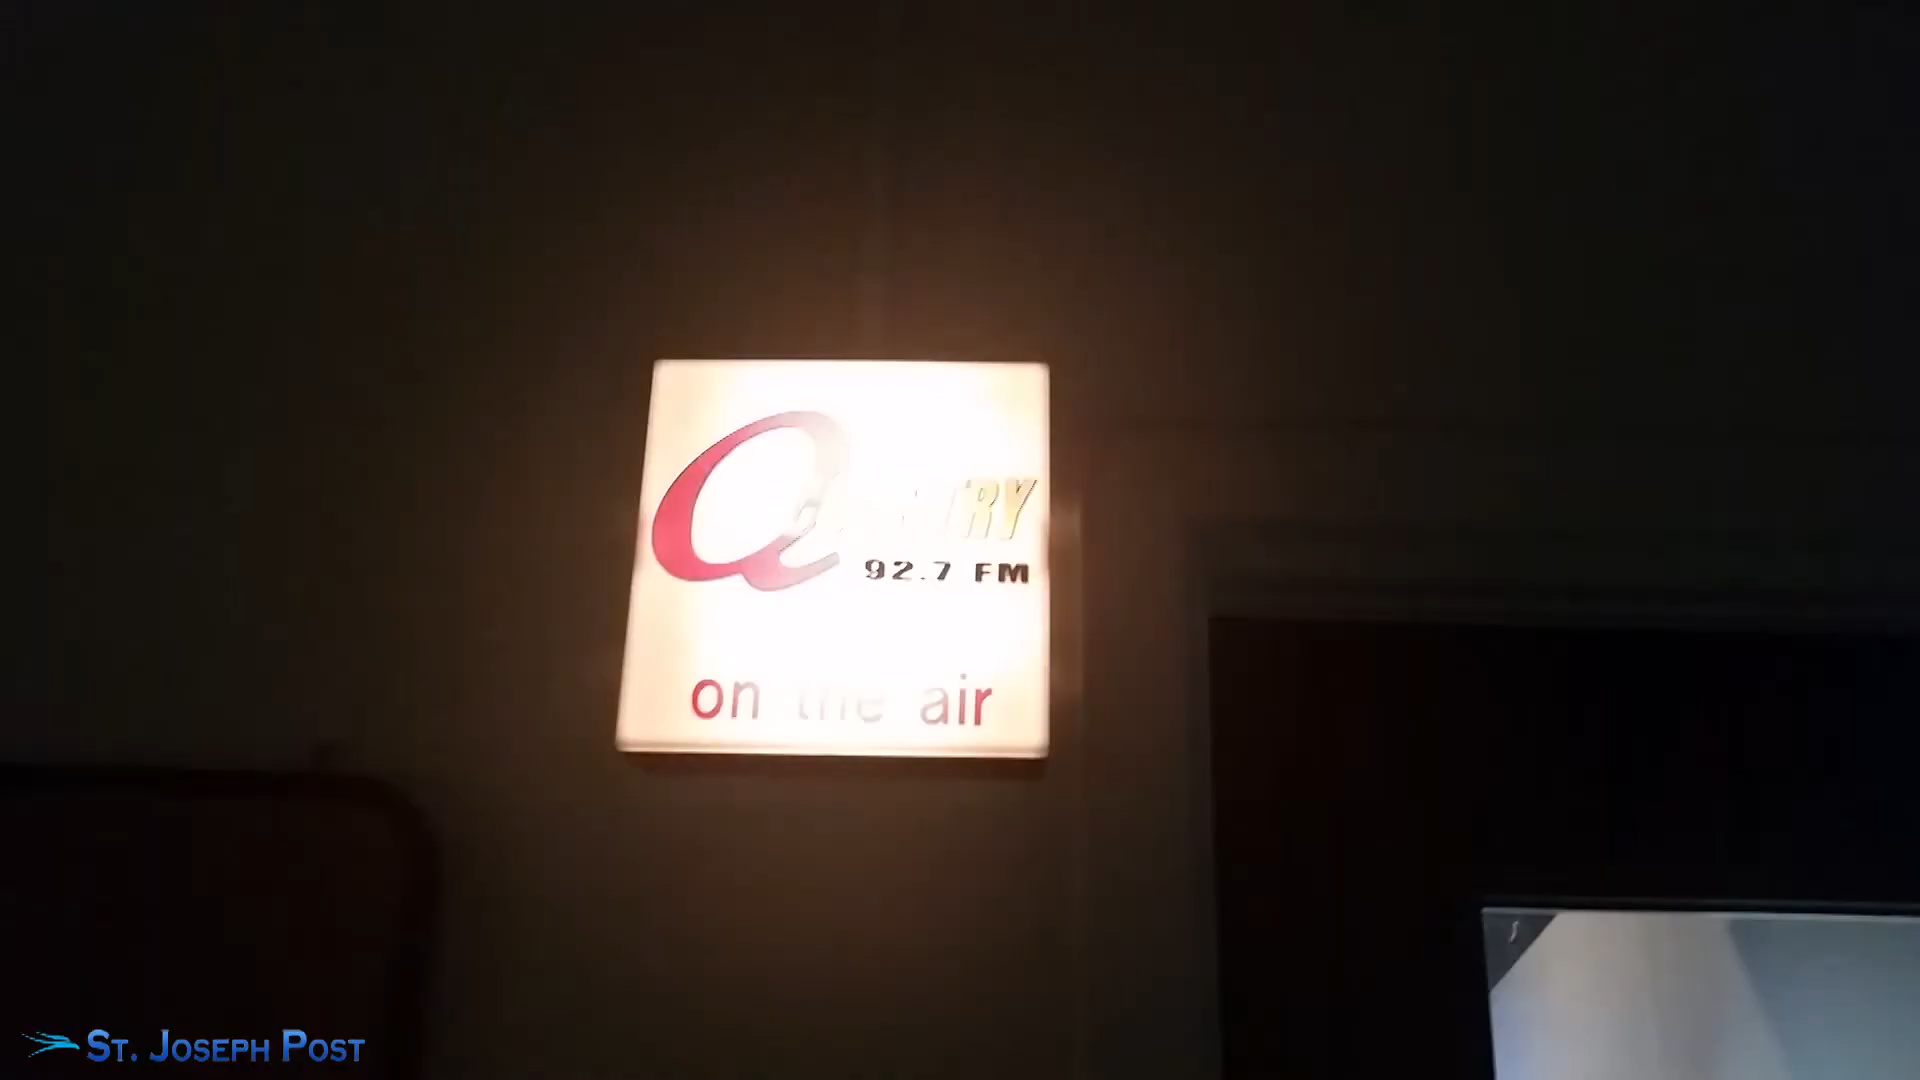 Q
92.7 FM
on the air
St. Joseph Post